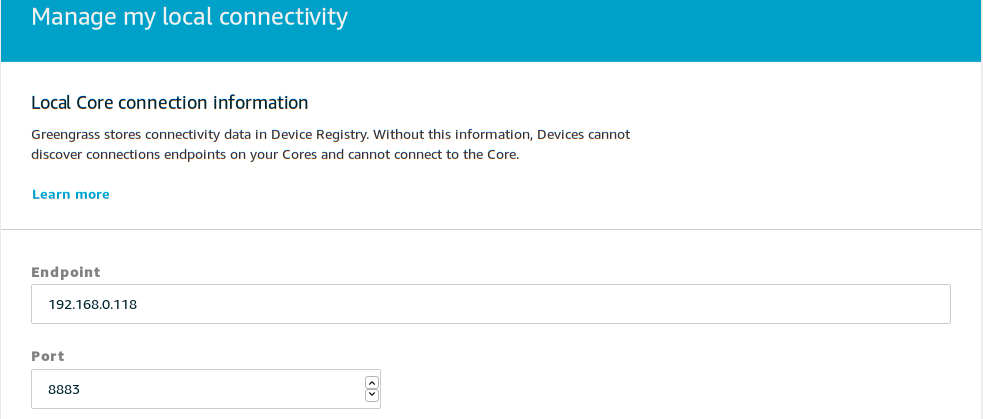 Manage my local connectivity
Local Core connection information
Greengrass stores connectivity data in Device Registry. Without this information, Devices cannot
discover connections endpoints on your Cores and cannot connect to the Core.
Learn more
Endpoint
192.168.0.118
Port
8883